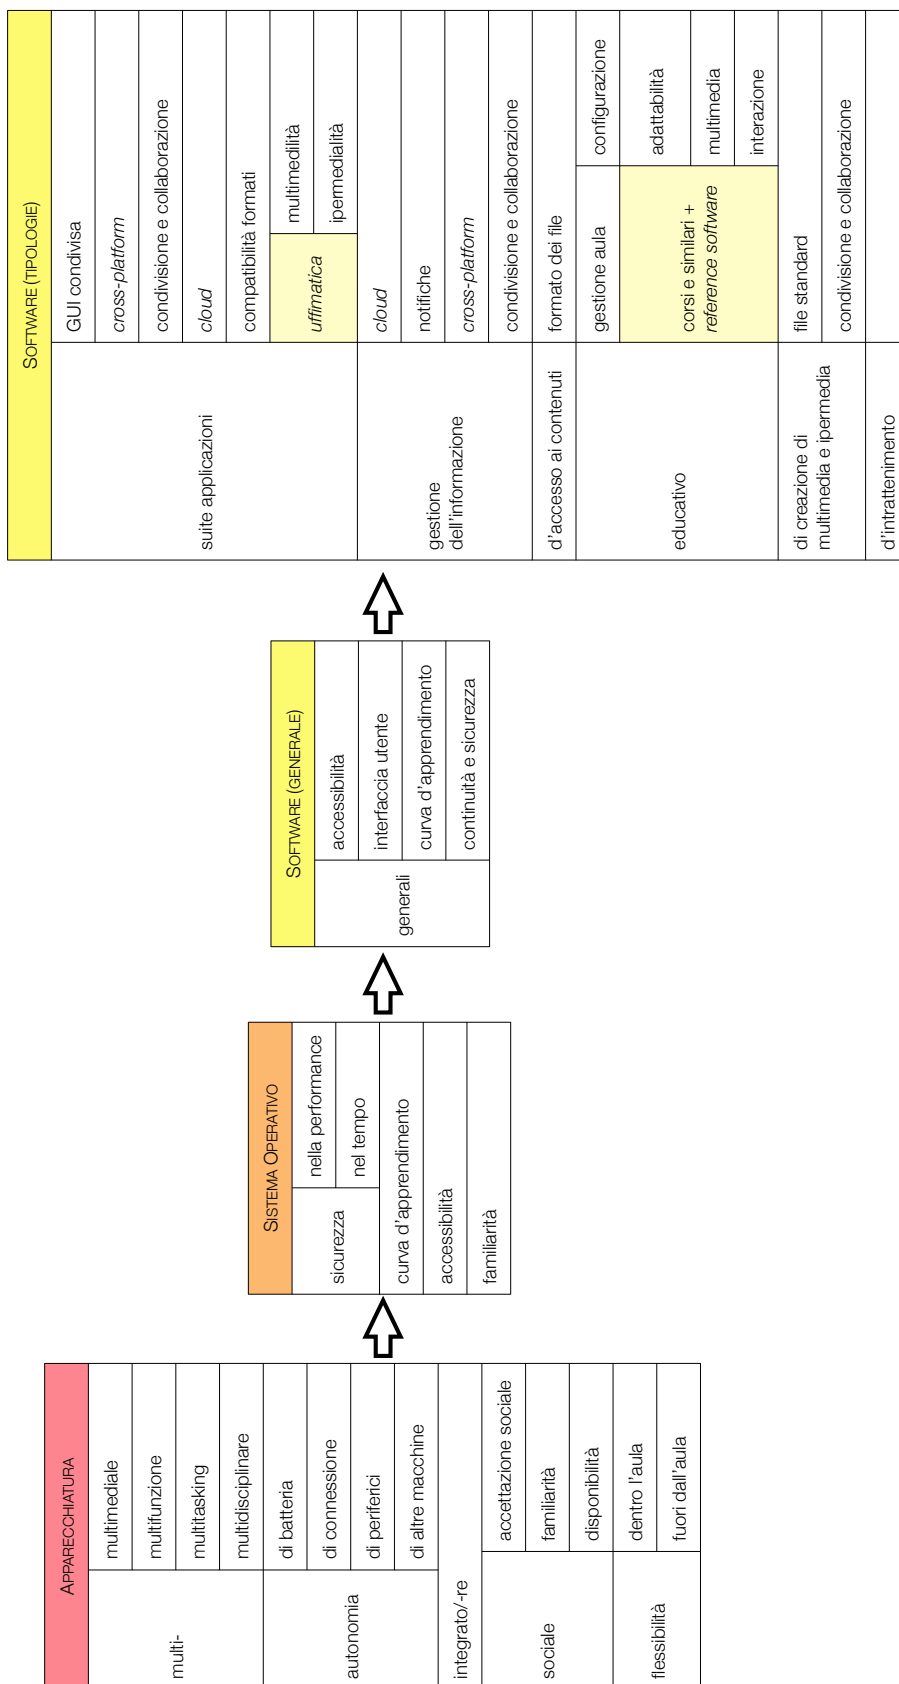 APPARECCHIATURA
multi-
multimediale
multifunzione
multitasking
multidisciplinare
autonomia
di batteria
di connessione
di periferici
di altre macchine
integrato/-re
sociale
accettazione sociale
familiarità
disponibilità
flessibilità
dentro l'aula
fuori dall'aula
SISTEMA OPERATIVO
sicurezza
nella performance
nel tempo
curva d'apprendimento
accessibilità
familiarità
SOFTWARE (GENERALE)
generali
accessibilità
interfaccia utente
curva d'apprendimento
continuità e sicurezza
SOFTWARE (TIPOLOGIE)
suite applicazioni
GUI condivisa
cross-platform
condivisione e collaborazione
cloud
compatibilità formati
uffimatica
multimedilità
ipermedialità
gestione
dell'informazione
cloud
notifiche
cross-platform
condivisione e collaborazione
d'accesso ai contenuti
formato dei file
educativo
gestione aula
configurazione
corsi e similari +
reference software
adattabilità
multimedia
interazione
di creazione di
multimedia e ipermedia
file standard
condivisione e collaborazione
d'intrattenimento